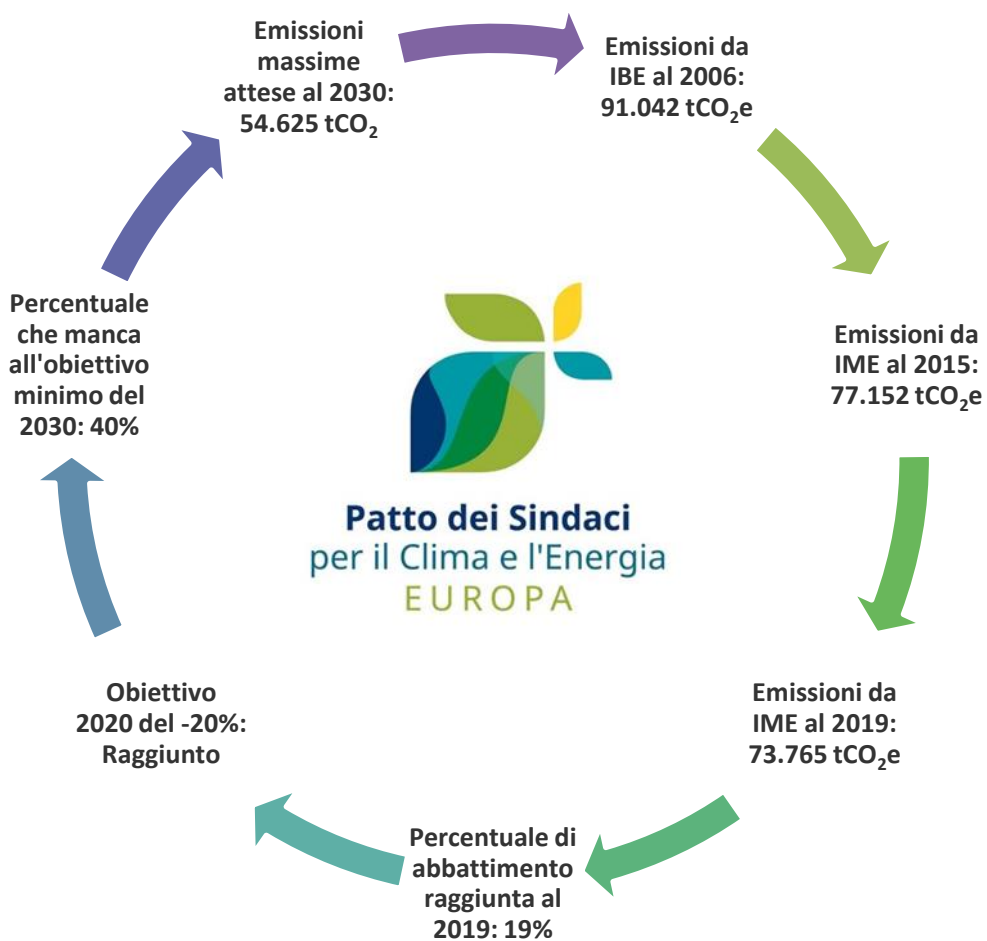 Emissioni
massime
attese al 2030:
54.625 tCO₂
Emissioni da
IBE al 2006:
91.042 tCO₂e
Emissioni da
IME al 2015:
77.152 tCO₂e
Emissioni da
IME al 2019:
73.765 tCO₂e
Percentuale di
abbattimento
raggiunta al
2019: 19%
Obiettivo
2020 del -20%:
Raggiunto
Percentuale
che manca
all'obiettivo
minimo del
2030: 40%
Patto dei Sindaci
per il Clima e l'Energia
EUROPA